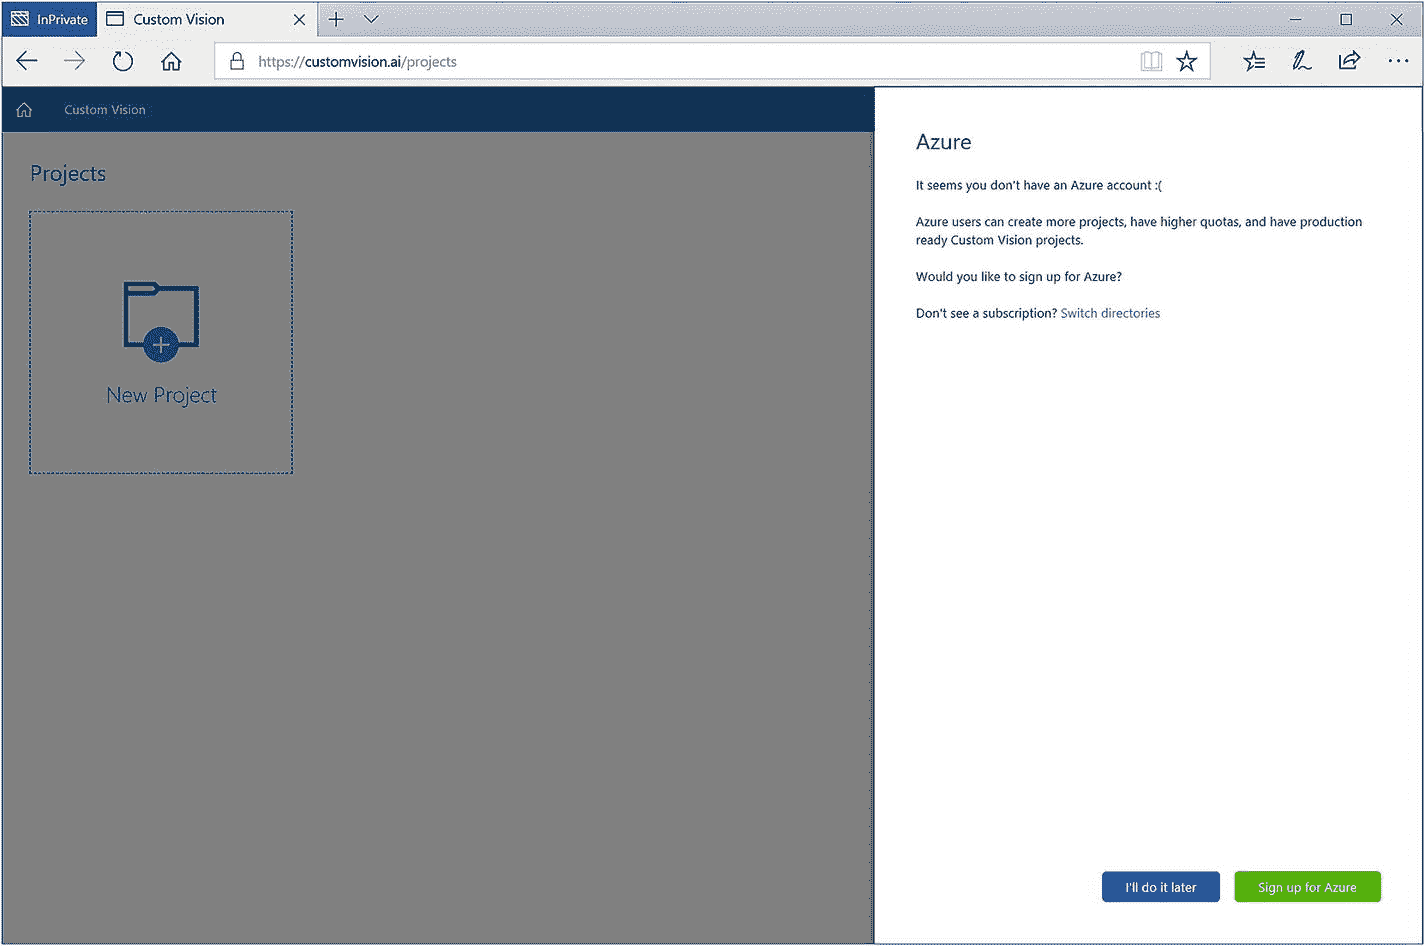 InPrivate
Custom Vision
https://customvision.ai/projects
Custom Vision
Projects
New Project
Azure
It seems you don't have an Azure account :(
Azure users can create more projects, have higher quotas, and have production
ready Custom Vision projects.
Would you like to sign up for Azure?
Don't see a subscription? Switch directories
I'll do it later
Sign up for Azure